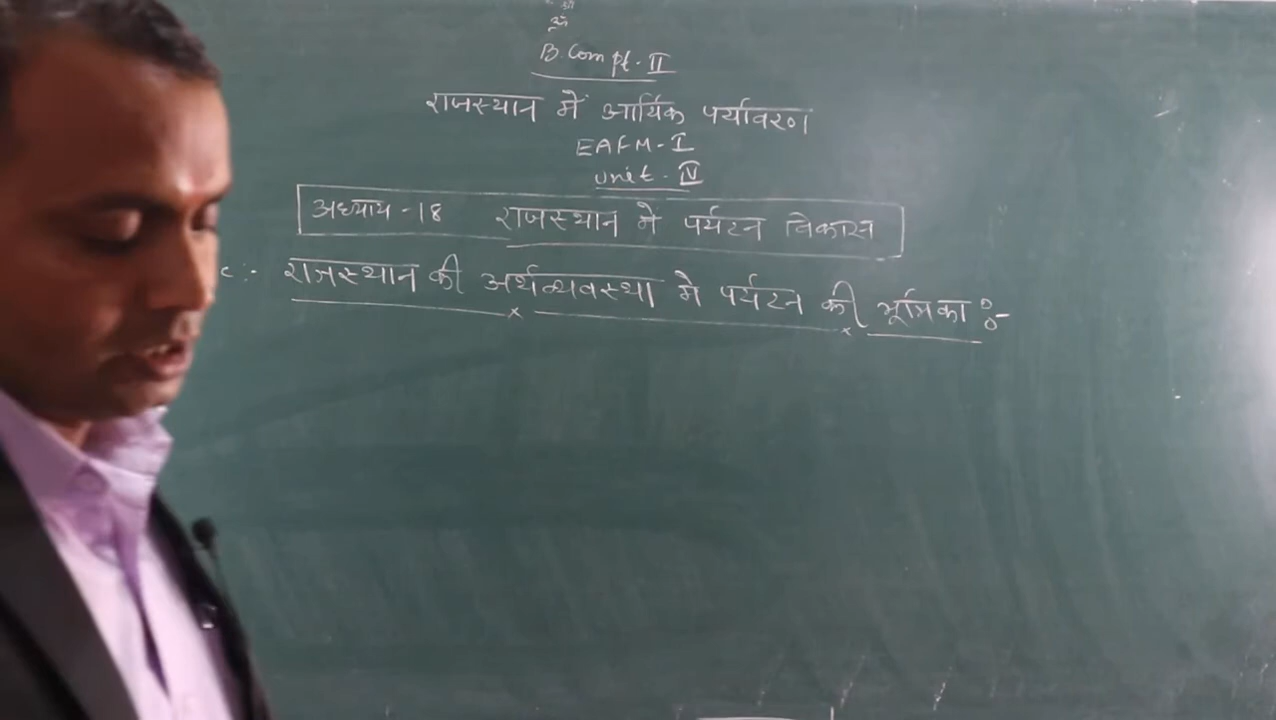 ॐ
B.Com pt. II
राजस्थान में आर्थिक पर्यावरण
EAFM-I
Unit-IV
अध्याय-18 राजस्थान मे पर्यटन विकास
c:- राजस्थान की अर्थव्यवस्था मे पर्यटन की भूमिका :-